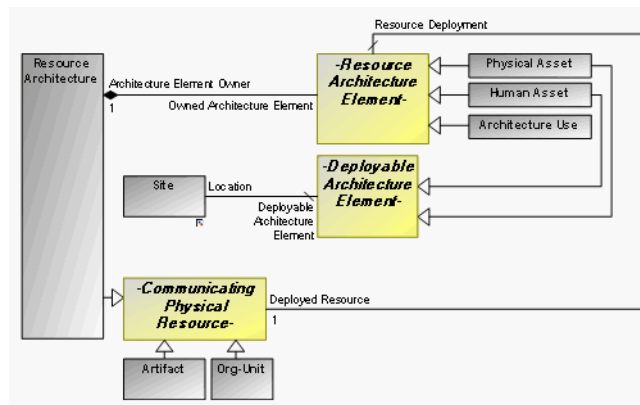 Resource Deployment
Resource
Architecture
-Resource
Architecture
Element-
Physical Asset
Human Asset
Architecture Use
Architecture Element Owner
1
Owned Architecture Element
-Deployable
Architecture
Element-
Site
Location
Deployable
Architecture
Element
-Communicating
Physical
Resource-
Deployed Resource
1
Artifact
Org-Unit